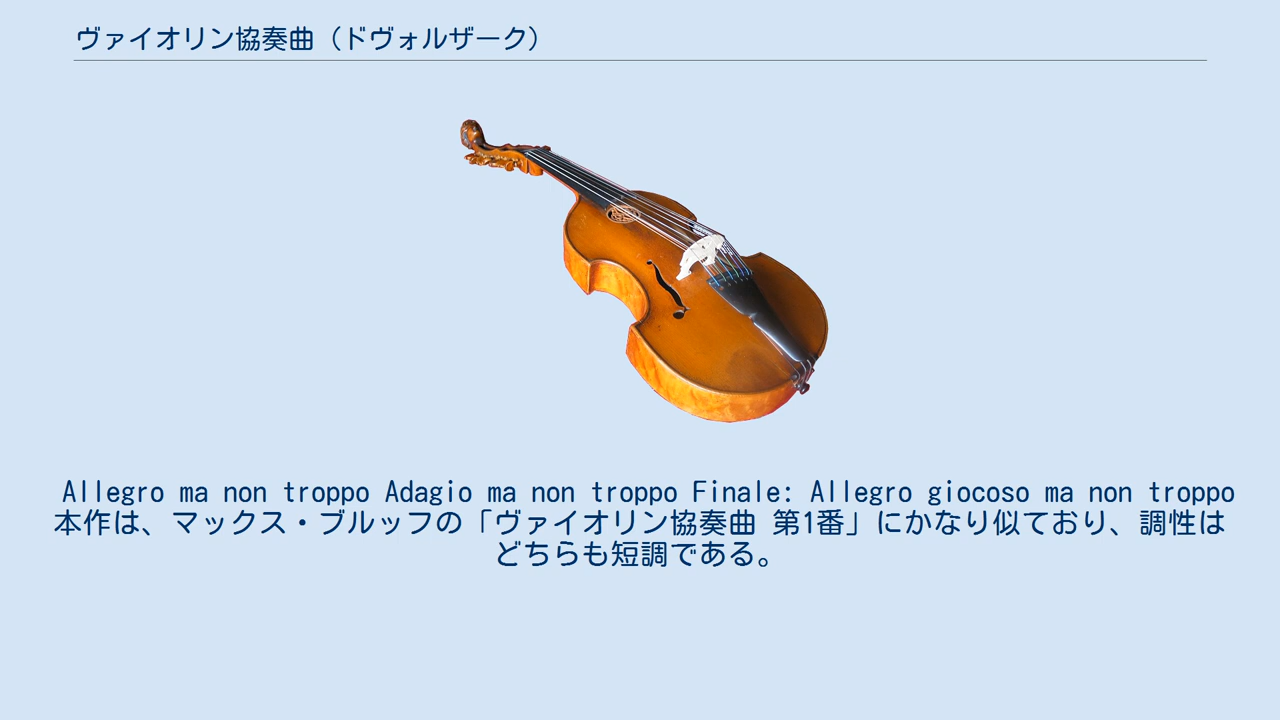 ヴァイオリン協奏曲（ドヴォルザーク）
Allegro ma non troppo Adagio ma non troppo Finale: Allegro giocoso ma non troppo
本作は、マックス・ブルッフの「ヴァイオリン協奏曲 第1番」にかなり似ており、調性は
どちらも短調である。